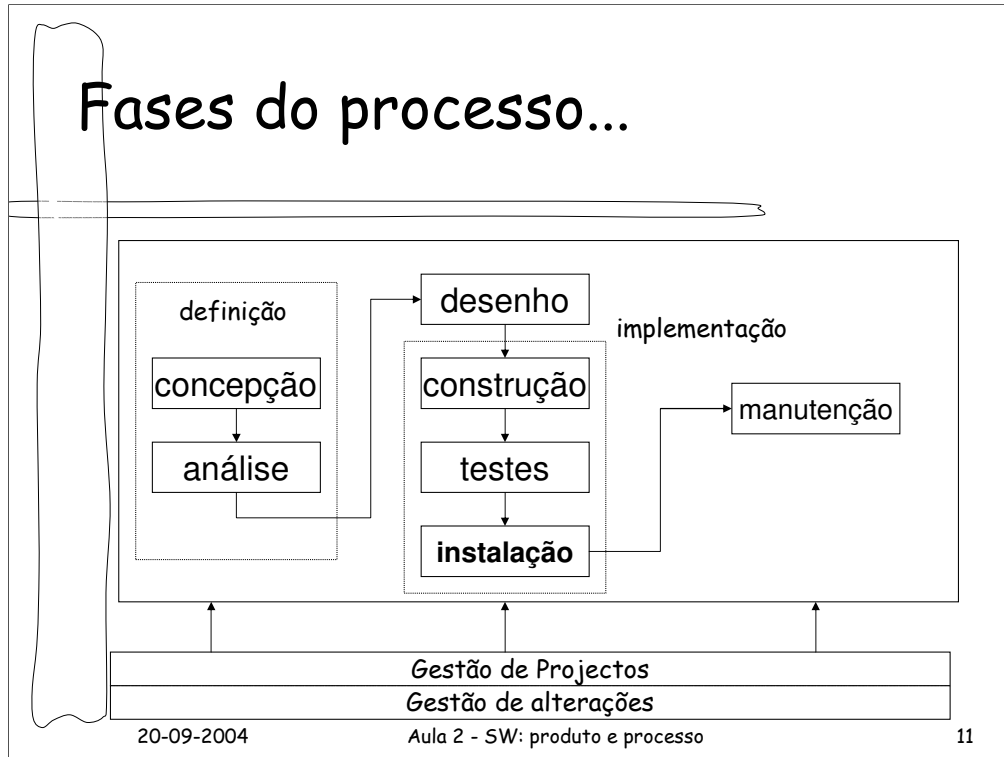 Fases do processo...
definição
concepção
análise
desenho
implementação
construção
testes
instalação
manutenção
Gestão de Projectos
Gestão de alterações
20-09-2004
Aula 2 - SW: produto e processo
11